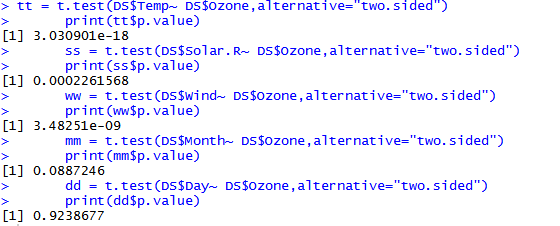 > tt = t.test(DS$Temp~ DS$Ozone,alternative="two.sided")
> print(tt$p.value)
[1] 3.030901e-18
> ss = t.test(DS$Solar.R~ DS$Ozone,alternative="two.sided")
> print(ss$p.value)
[1] 0.0002261568
> ww = t.test(DS$Wind~ DS$Ozone,alternative="two.sided")
> print(ww$p.value)
[1] 3.48251e-09
> mm = t.test(DS$Month~ DS$Ozone,alternative="two.sided")
> print(mm$p.value)
[1] 0.0887246
> dd = t.test(DS$Day~ DS$Ozone,alternative="two.sided")
> print(dd$p.value)
[1] 0.9238677